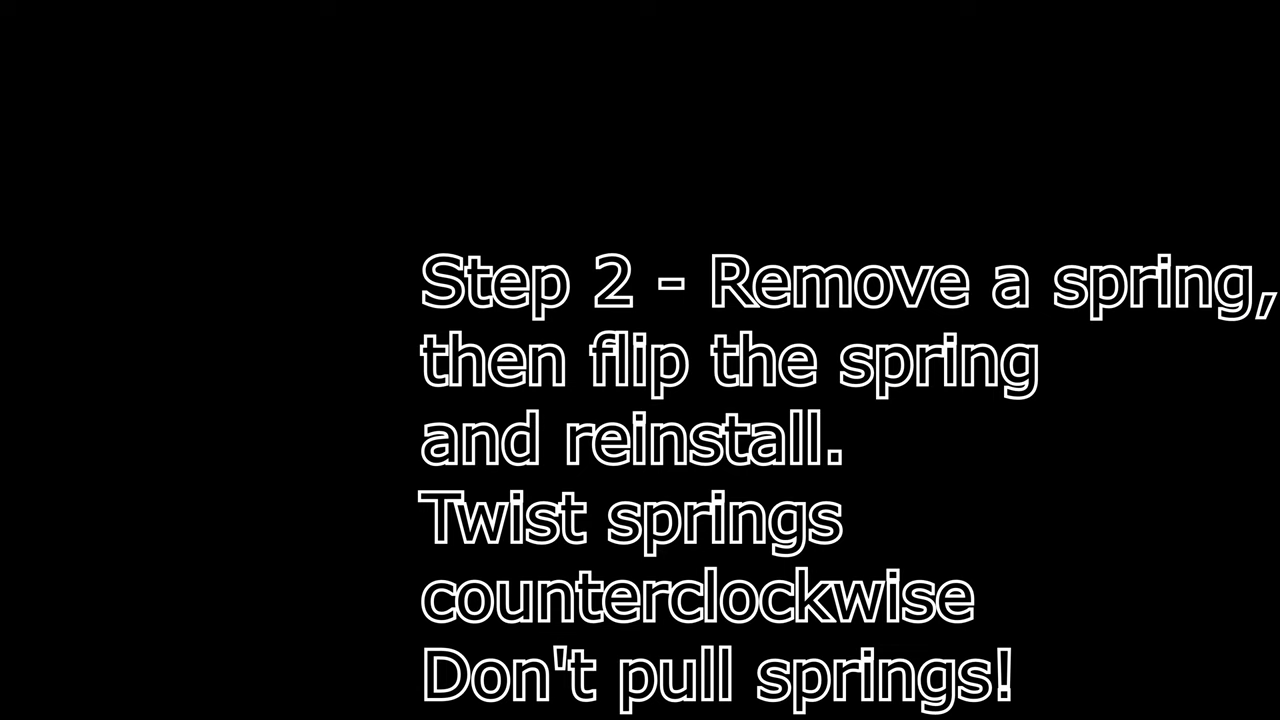 Step 2 - Remove a spring,
then flip the spring
and reinstall.
Twist springs
counterclockwise
Don't pull springs!